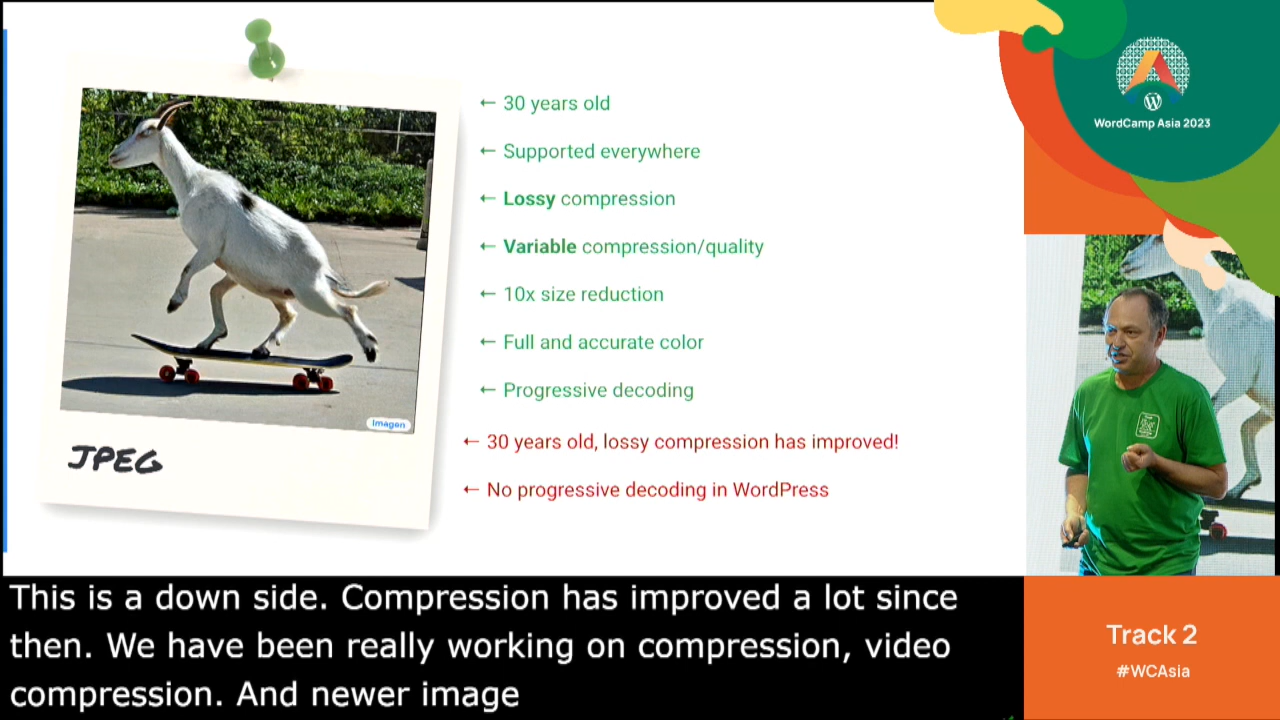 ← 30 years old
← Supported everywhere
← Lossy compression
← Variable compression/quality
← 10x size reduction
← Full and accurate color
← Progressive decoding
← 30 years old, lossy compression has improved!
← No progressive decoding in WordPress
Imagen
JPEG
WordCamp Asia 2023
This is a down side. Compression has improved a lot since
then. We have been really working on compression, video
compression. And newer image
Track 2
#WCAsia